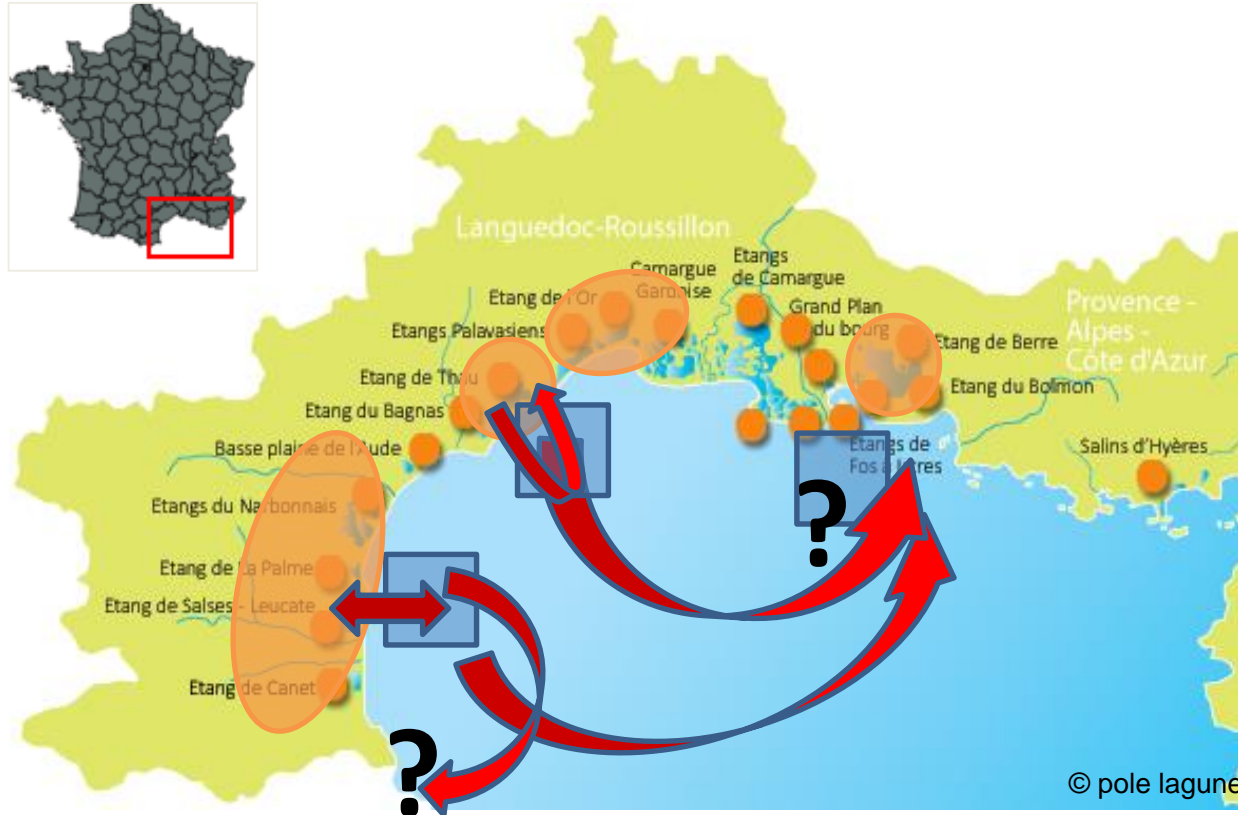 Languedoc-Roussillon
Etang de l'Or
Camargue
Gardoise
Etangs
de Camargue
Etangs Palavasiens
Grand Plan
du bourg
Provence -
Alpes -
Côte d'Azur
Etang de Berre
Etang de Thau
Etang du Bolmon
Etang du Bagnas
Basse plaine de l'Aude
Etangs de
Fos à
Salins d'Hyères
Etangs du Narbonnais
?
Etang de La Palme
Etang de Salses - Leucate
Etang de Canet
?
© pole lagune